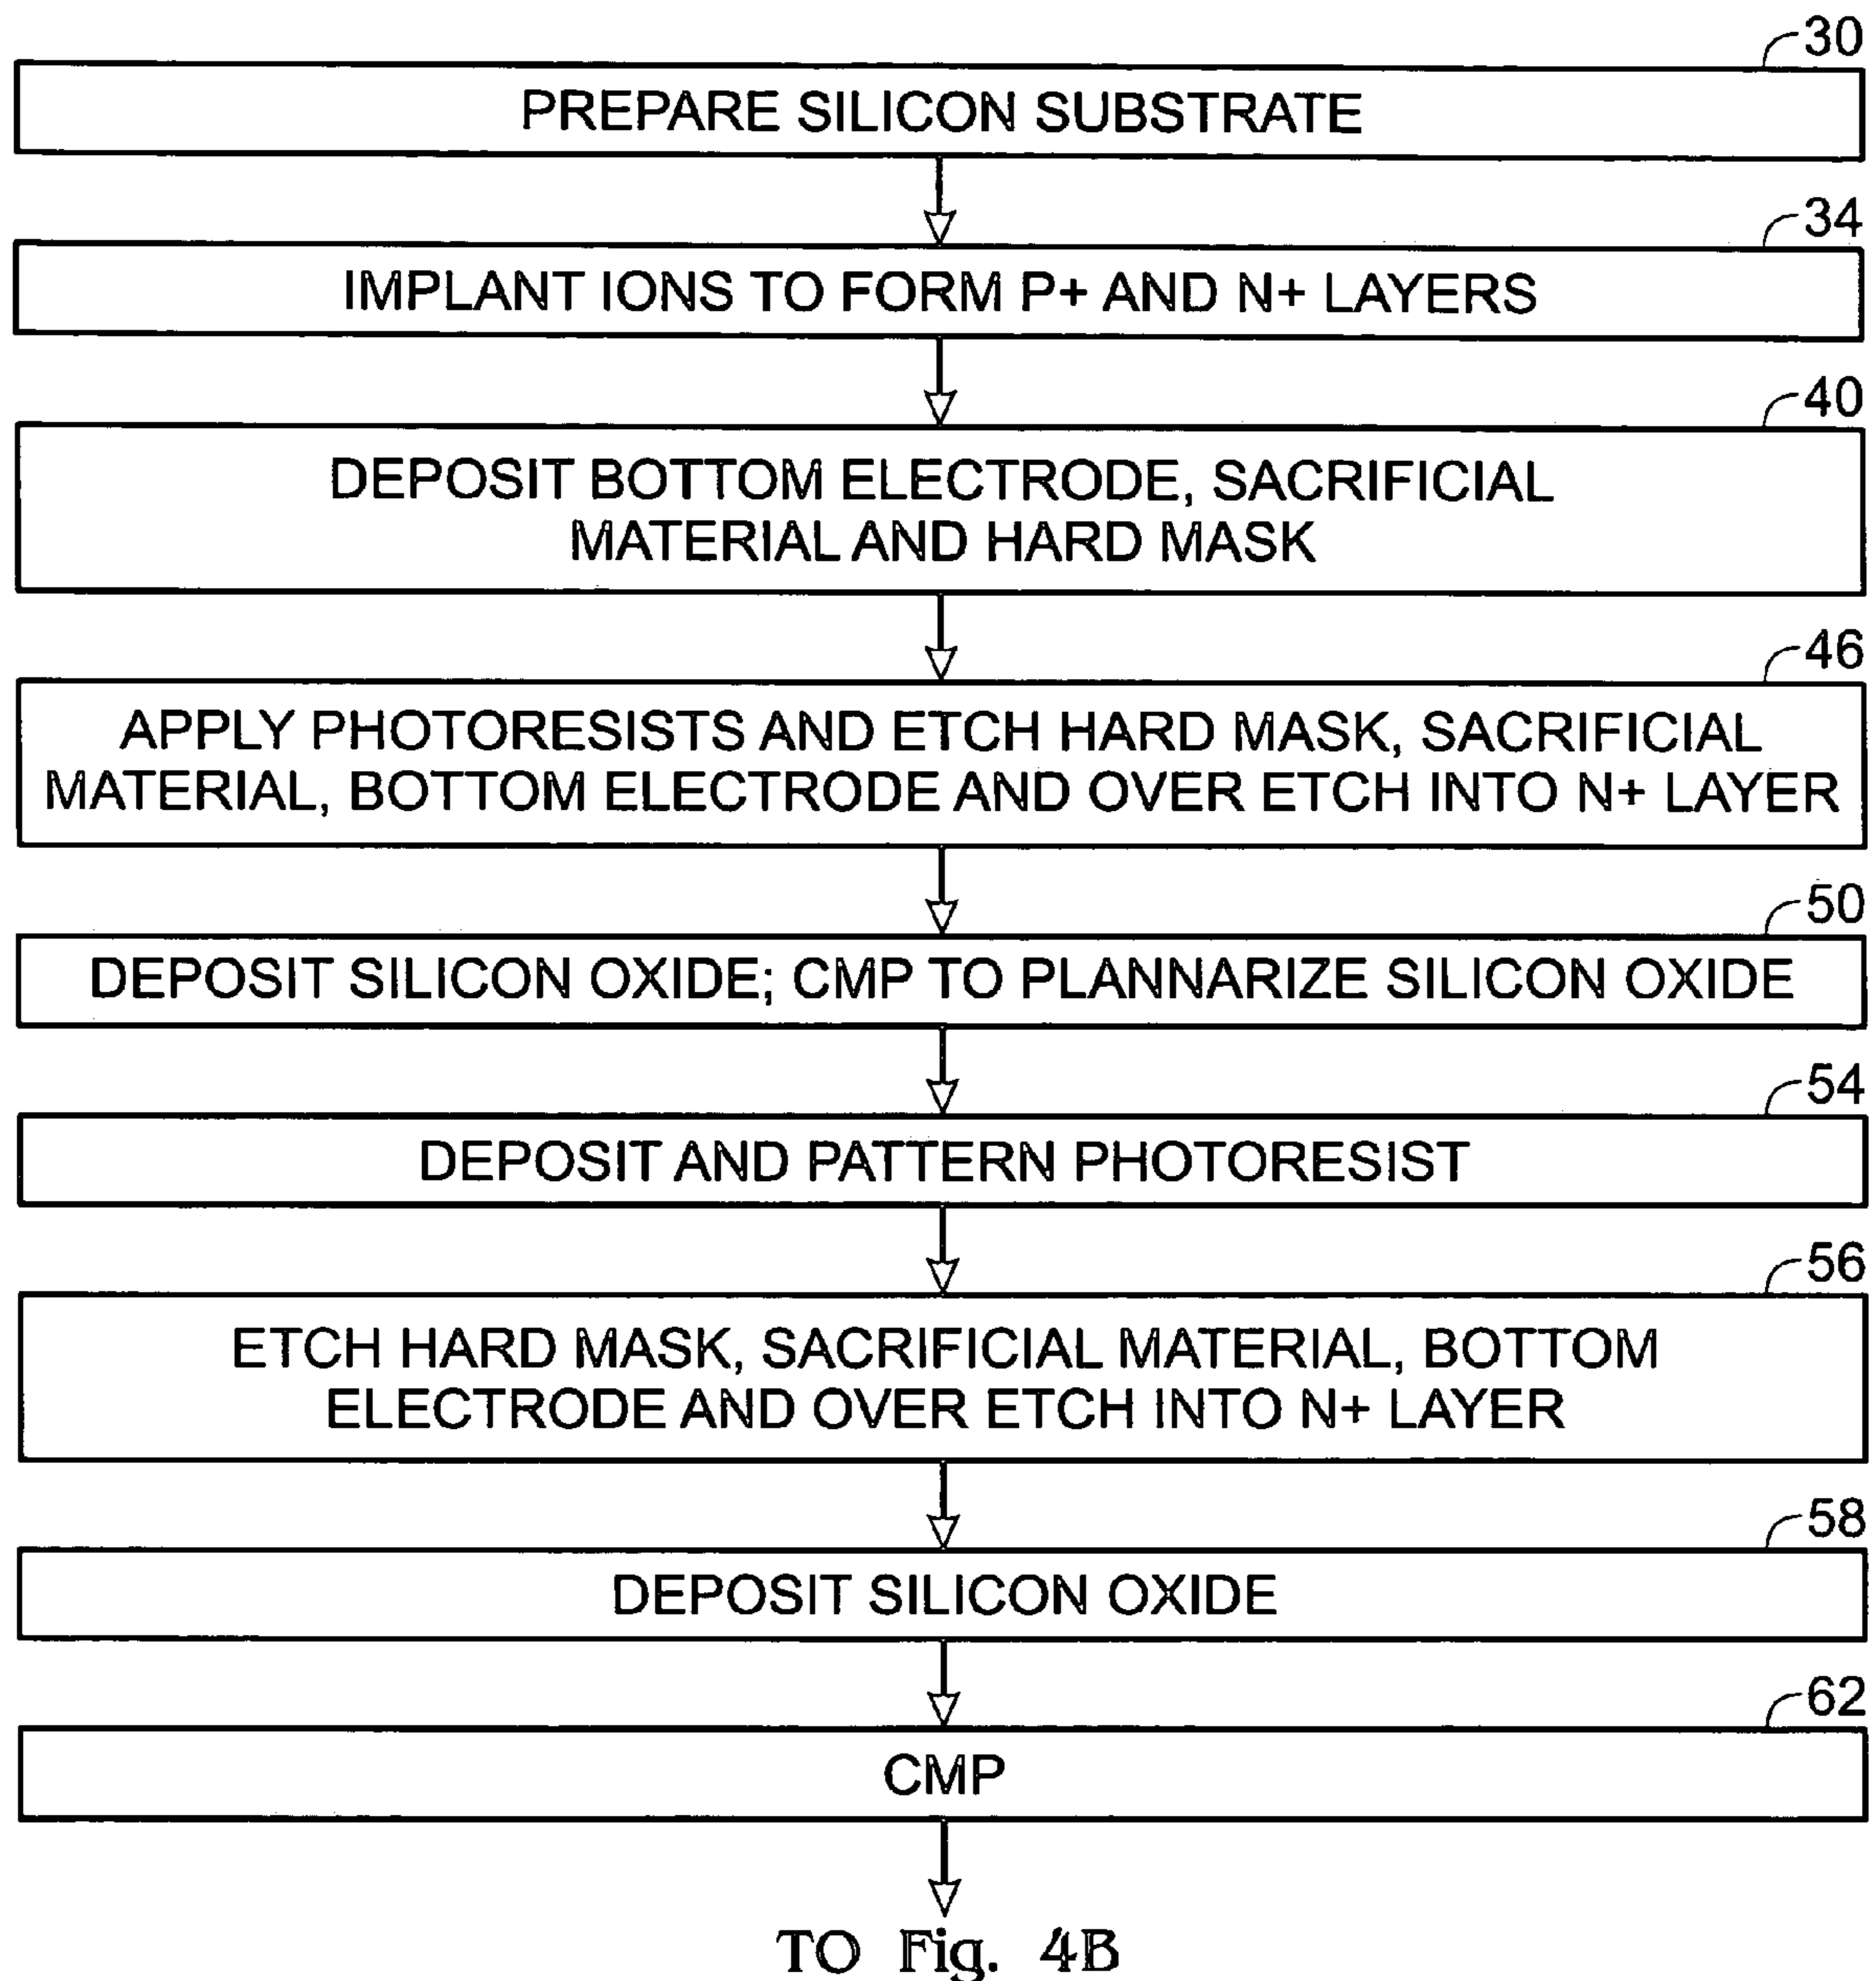 30
PREPARE SILICON SUBSTRATE
34
IMPLANT IONS TO FORM P+ AND N+ LAYERS
40
DEPOSIT BOTTOM ELECTRODE, SACRIFICIAL
MATERIAL AND HARD MASK
46
APPLY PHOTORESISTS AND ETCH HARD MASK, SACRIFICIAL
MATERIAL, BOTTOM ELECTRODE AND OVER ETCH INTO N+ LAYER
50
DEPOSIT SILICON OXIDE; CMP TO PLANNARIZE SILICON OXIDE
54
DEPOSIT AND PATTERN PHOTORESIST
56
ETCH HARD MASK, SACRIFICIAL MATERIAL, BOTTOM
ELECTRODE AND OVER ETCH INTO N+ LAYER
58
DEPOSIT SILICON OXIDE
62
CMP
TO Fig. 4B